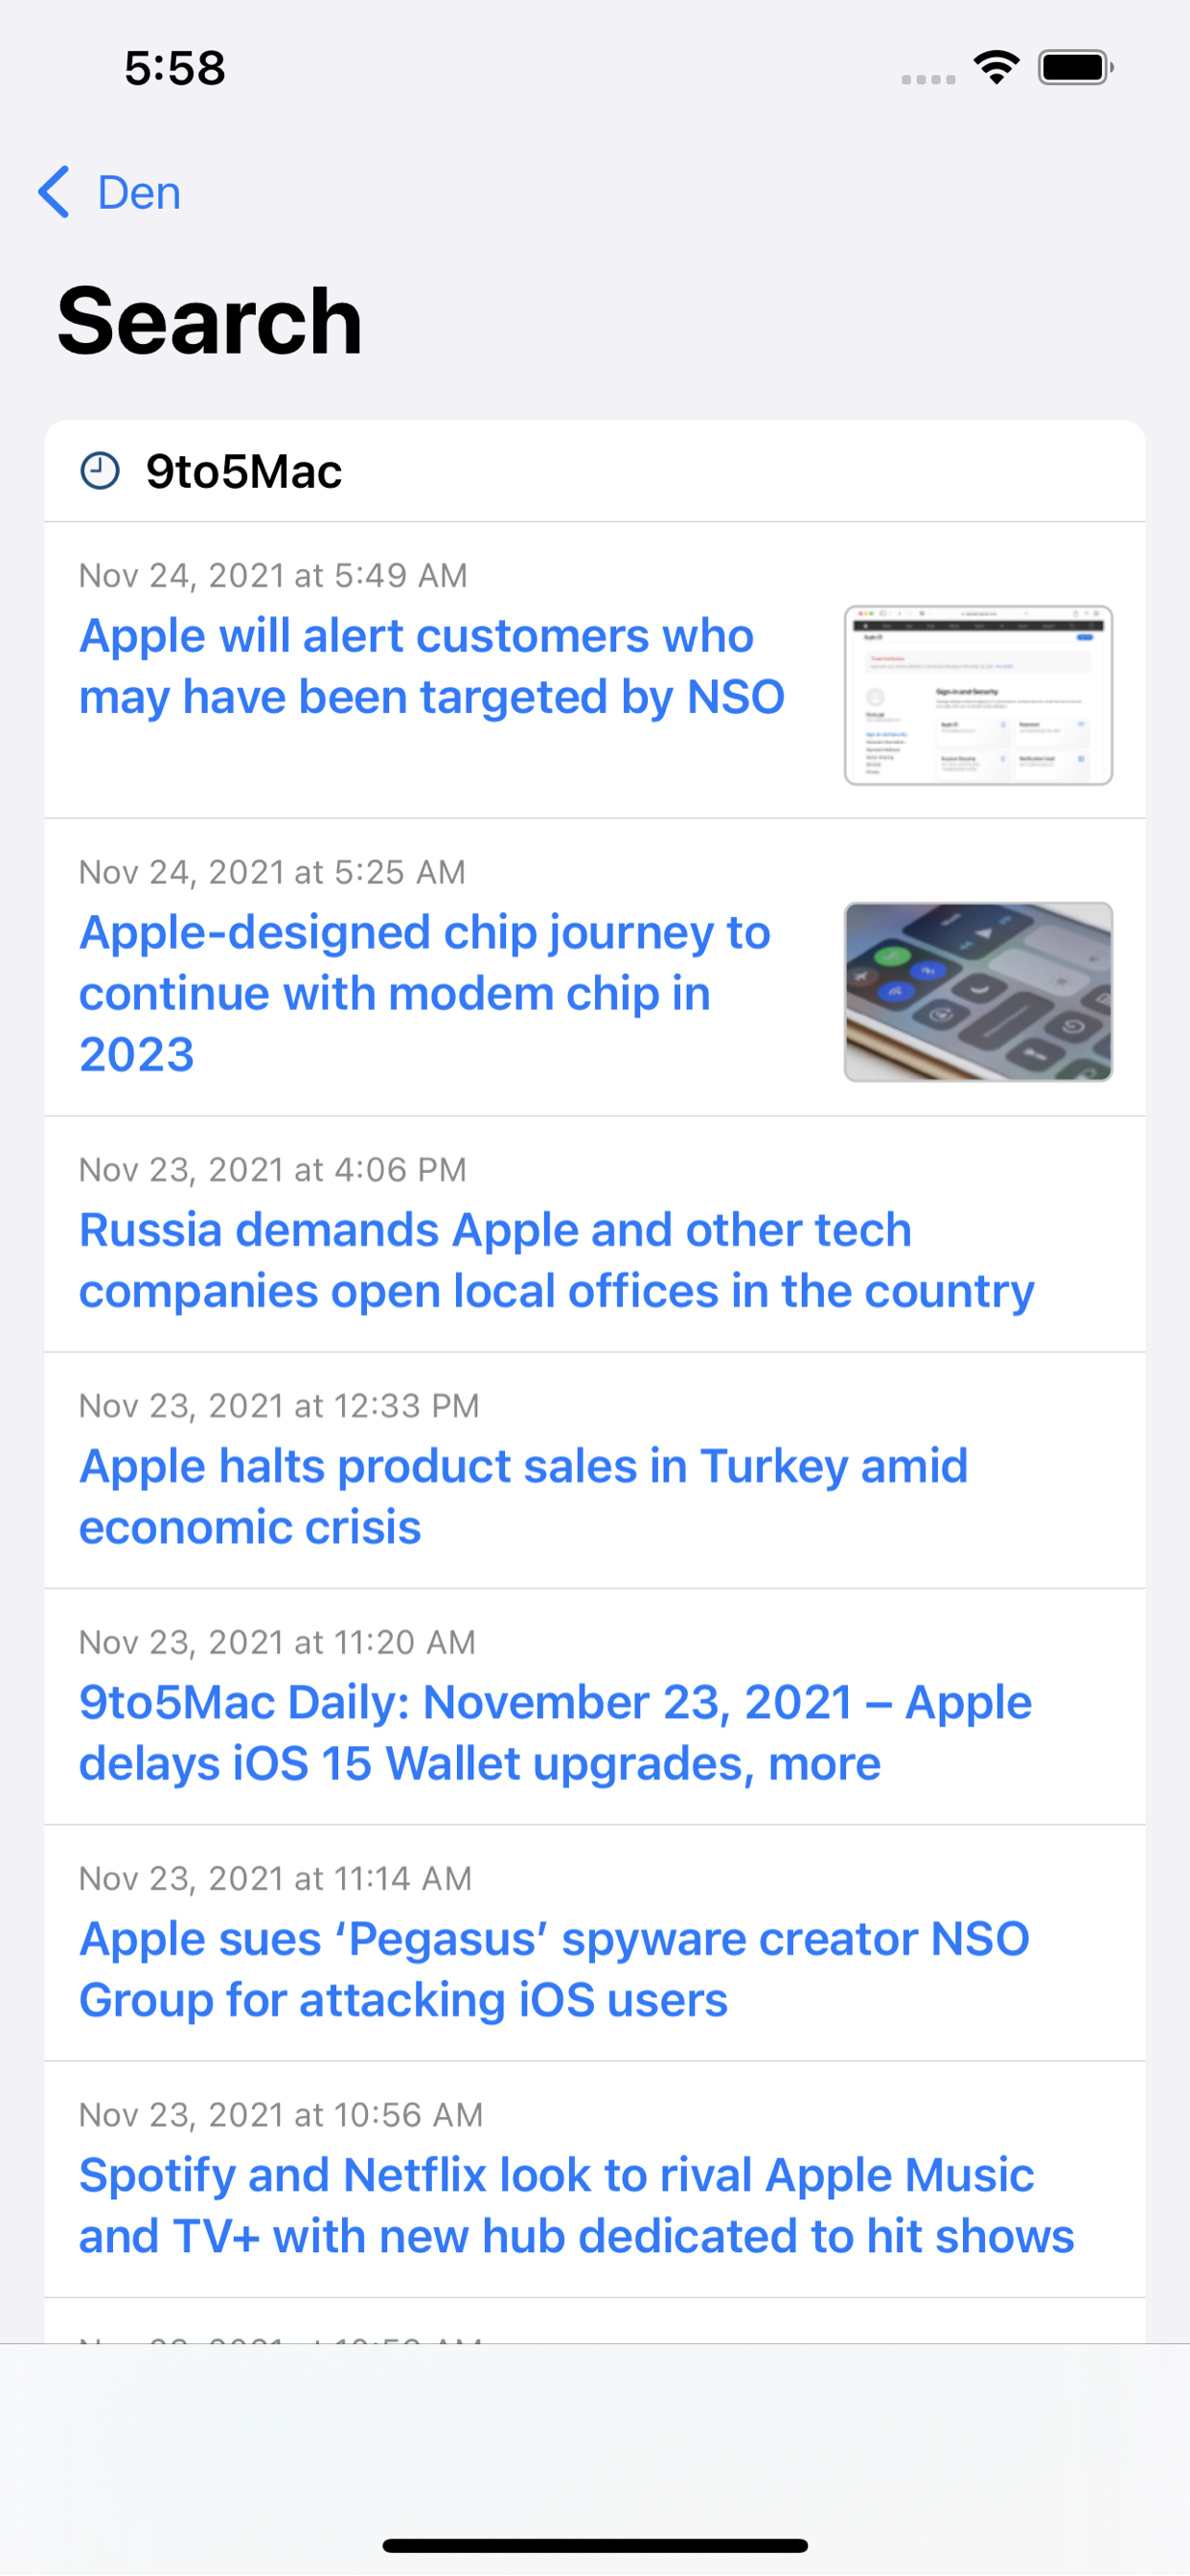 5:58
Den
Search
9to5Mac
Nov 24, 2021 at 5:49 AM
Apple will alert customers who
may have been targeted by NSO
Sign-in and Security
Nov 24, 2021 at 5:25 AM
Apple-designed chip journey to
continue with modem chip in
2023
Nov 23, 2021 at 4:06 PM
Russia demands Apple and other tech
companies open local offices in the country
Nov 23, 2021 at 12:33 PM
Apple halts product sales in Turkey amid
economic crisis
Nov 23, 2021 at 11:20 AM
9to5Mac Daily: November 23, 2021 – Apple
delays iOS 15 Wallet upgrades, more
Nov 23, 2021 at 11:14 AM
Apple sues ‘Pegasus’ spyware creator NSO
Group for attacking iOS users
Nov 23, 2021 at 10:56 AM
Spotify and Netflix look to rival Apple Music
and TV+ with new hub dedicated to hit shows